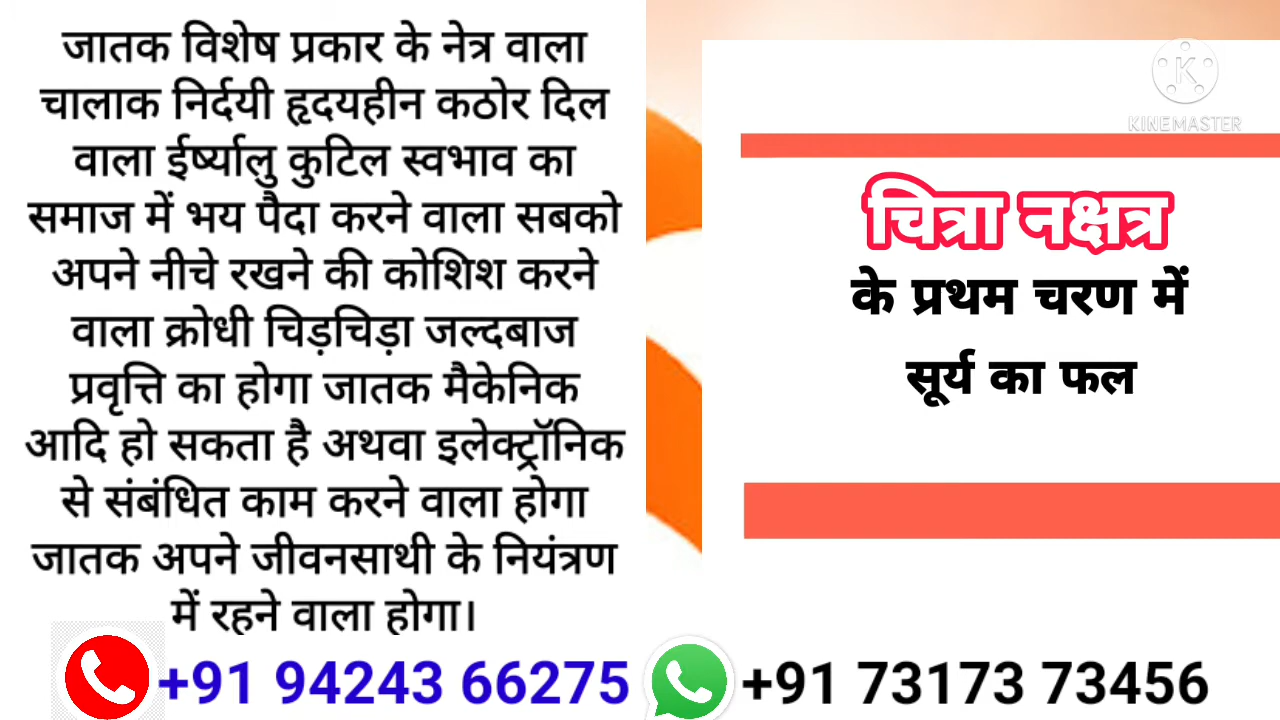 जातक विशेष प्रकार के नेत्र वाला
चालाक निर्दयी हृदयहीन कठोर दिल
वाला ईर्ष्यालु कुटिल स्वभाव का
समाज में भय पैदा करने वाला सबको
अपने नीचे रखने की कोशिश करने
वाला क्रोधी चिड़चिड़ा जल्दबाज
प्रवृत्ति का होगा जातक मैकेनिक
आदि हो सकता है अथवा इलेक्ट्रॉनिक
से संबंधित काम करने वाला होगा
जातक अपने जीवनसाथी के नियंत्रण
में रहने वाला होगा।
K
KINEMASTER
चित्रा नक्षत्र
के प्रथम चरण में
सूर्य का फल
+91 94243 66275
+91 73173 73456